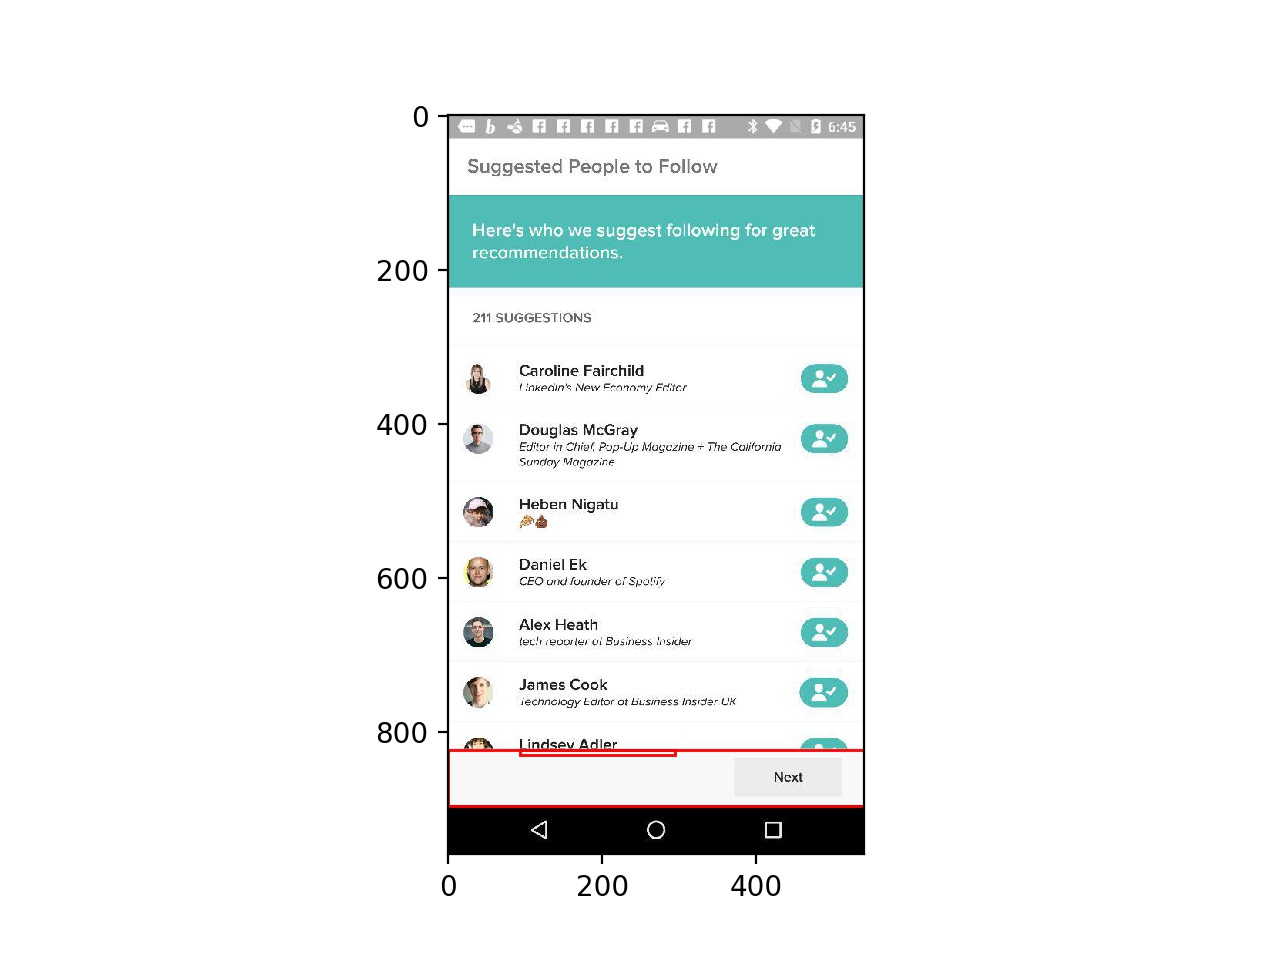 6:45
Suggested People to Follow
Here's who we suggest following for great
recommendations.
211 SUGGESTIONS
Caroline Fairchild
LinkedIn's New Economy Editor
Douglas McGray
Editor in Chief, Pop-Up Magazine + The California
Sunday Magazine
Heben Nigatu
Daniel Ek
CEO and founder of Spotify
Alex Heath
tech reporter at Business Insider
James Cook
Technology Editor at Business Insider UK
Lindsey Adler
Next
0
200
400
600
800
0
200
400